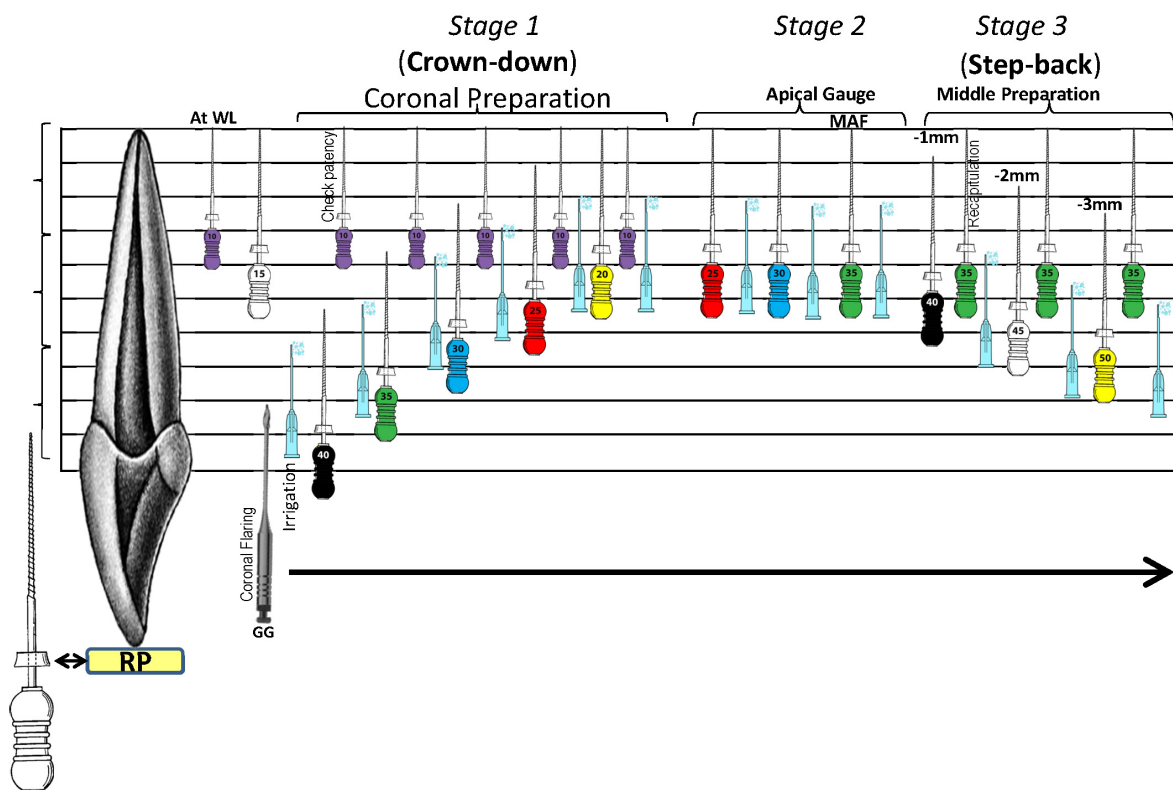 Stage 1
(Crown-down)
Coronal Preparation
Stage 2
Apical Gauge
MAF
Stage 3
(Step-back)
Middle Preparation
At WL
10
15
Coronal Flaring
GG
Irrigation
40
Check patency
10
35
10
30
10
25
10
20
10
25
30
35
-1mm
40
Recapitulation
35
-2mm
45
35
-3mm
50
35
RP